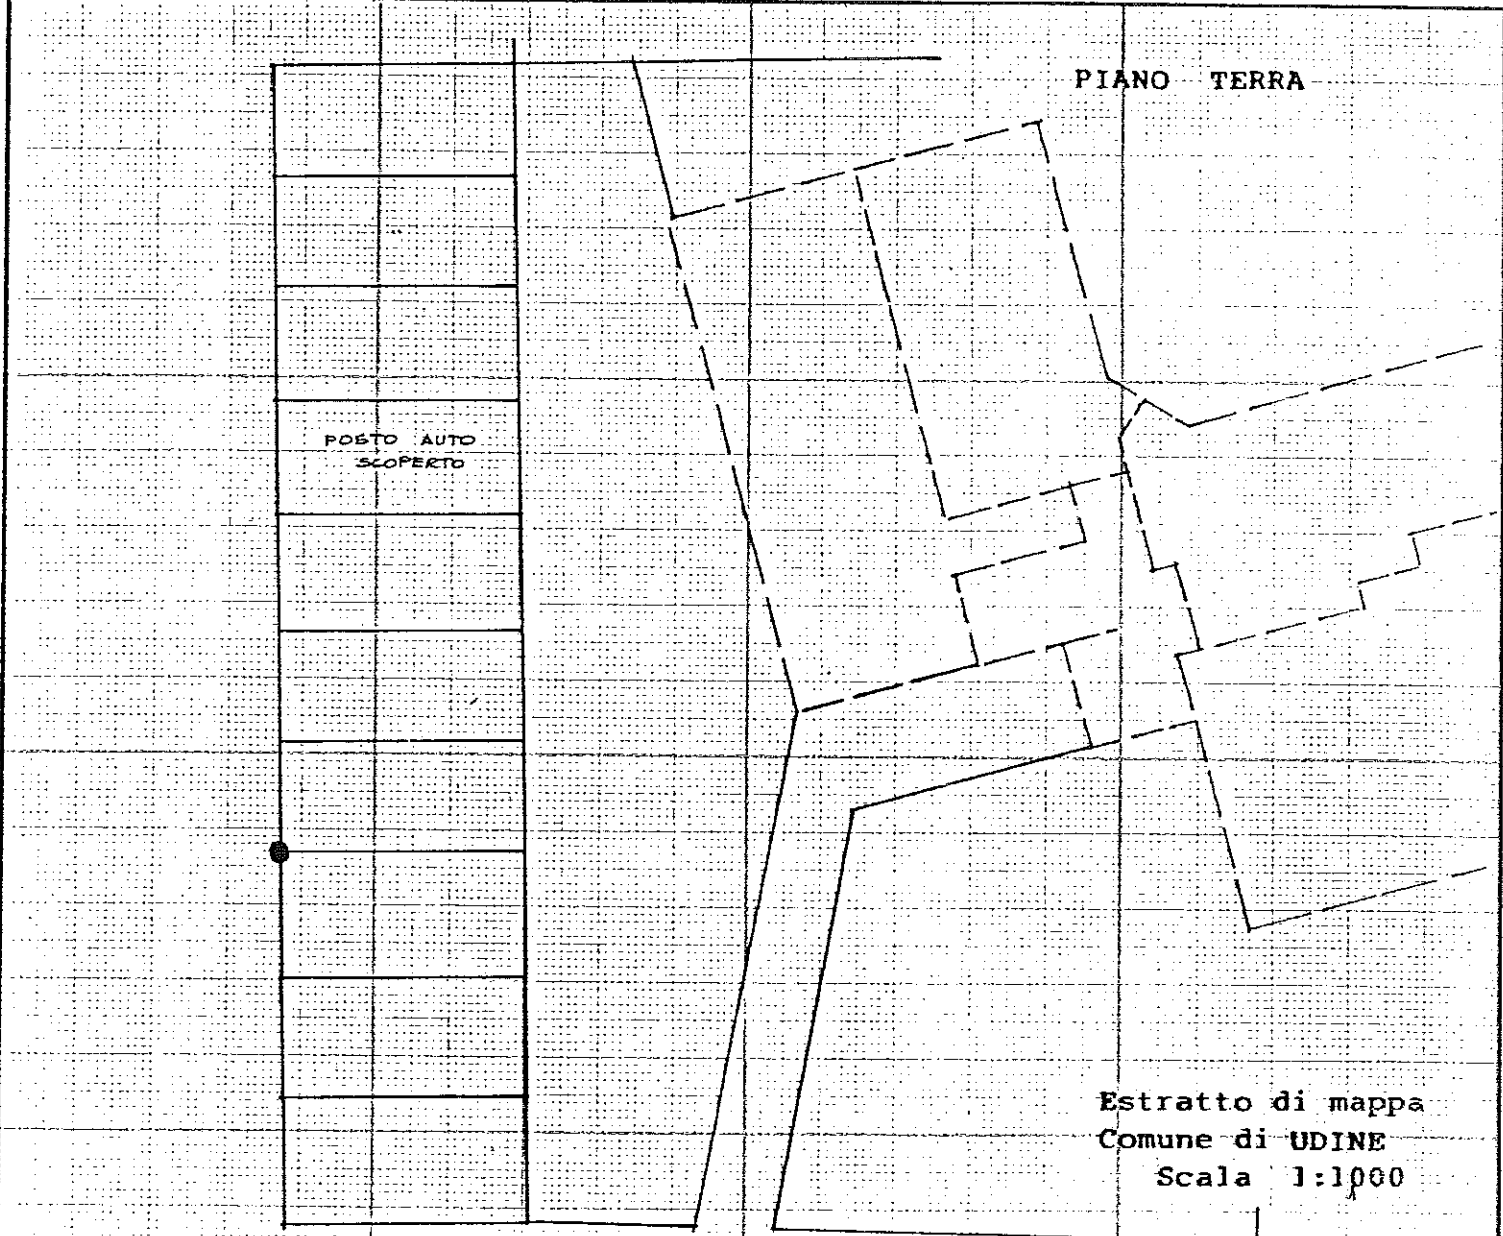 PIANO TERRA
POSTO AUTO
SCOPERTO
Estratto di mappa
Comune di UDINE
Scala 1:1000